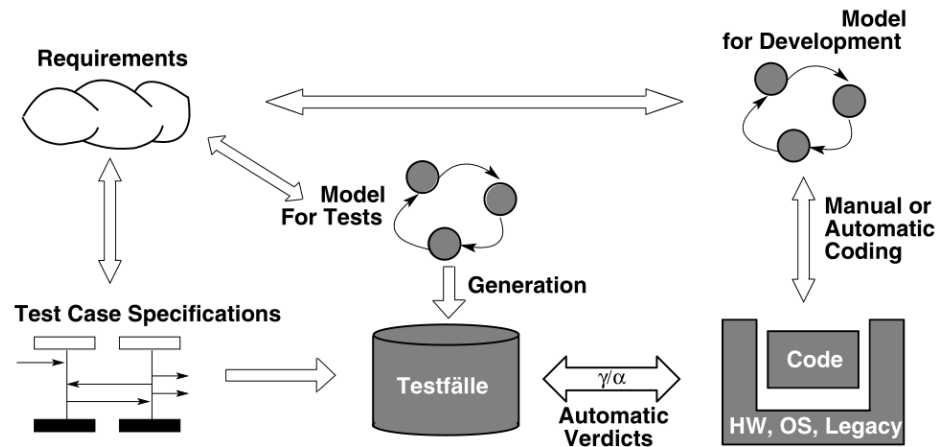 Requirements
Model
for Development
Model
For Tests
Manual or
Automatic
Coding
Generation
Test Case Specifications
Testfälle
γ/α
Automatic
Verdicts
Code
HW, OS, Legacy